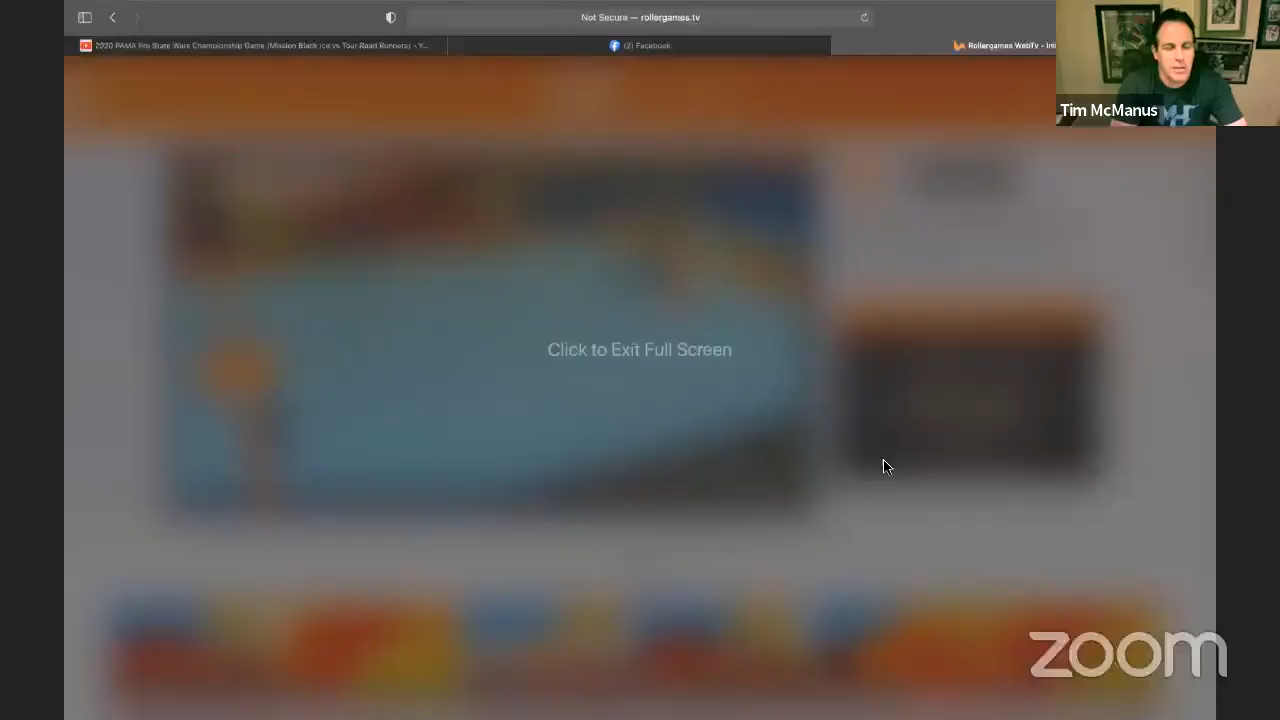 Not Secure — rollergames.tv
2020 PAMA Pro State Wars Championship Game (Mission Black Ice vs Tour Road Runners) - Y...
(2) Facebook
Rollergames WebTv - Inl
Tim McManus
Click to Exit Full Screen
zoom